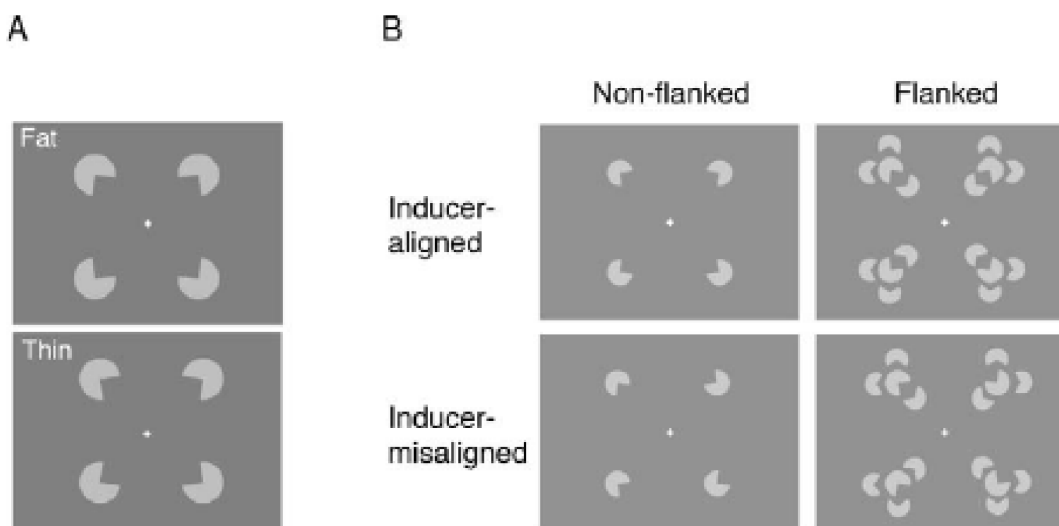 A
B
Non-flanked
Flanked
Fat
Inducer-
aligned
Thin
Inducer-
misaligned